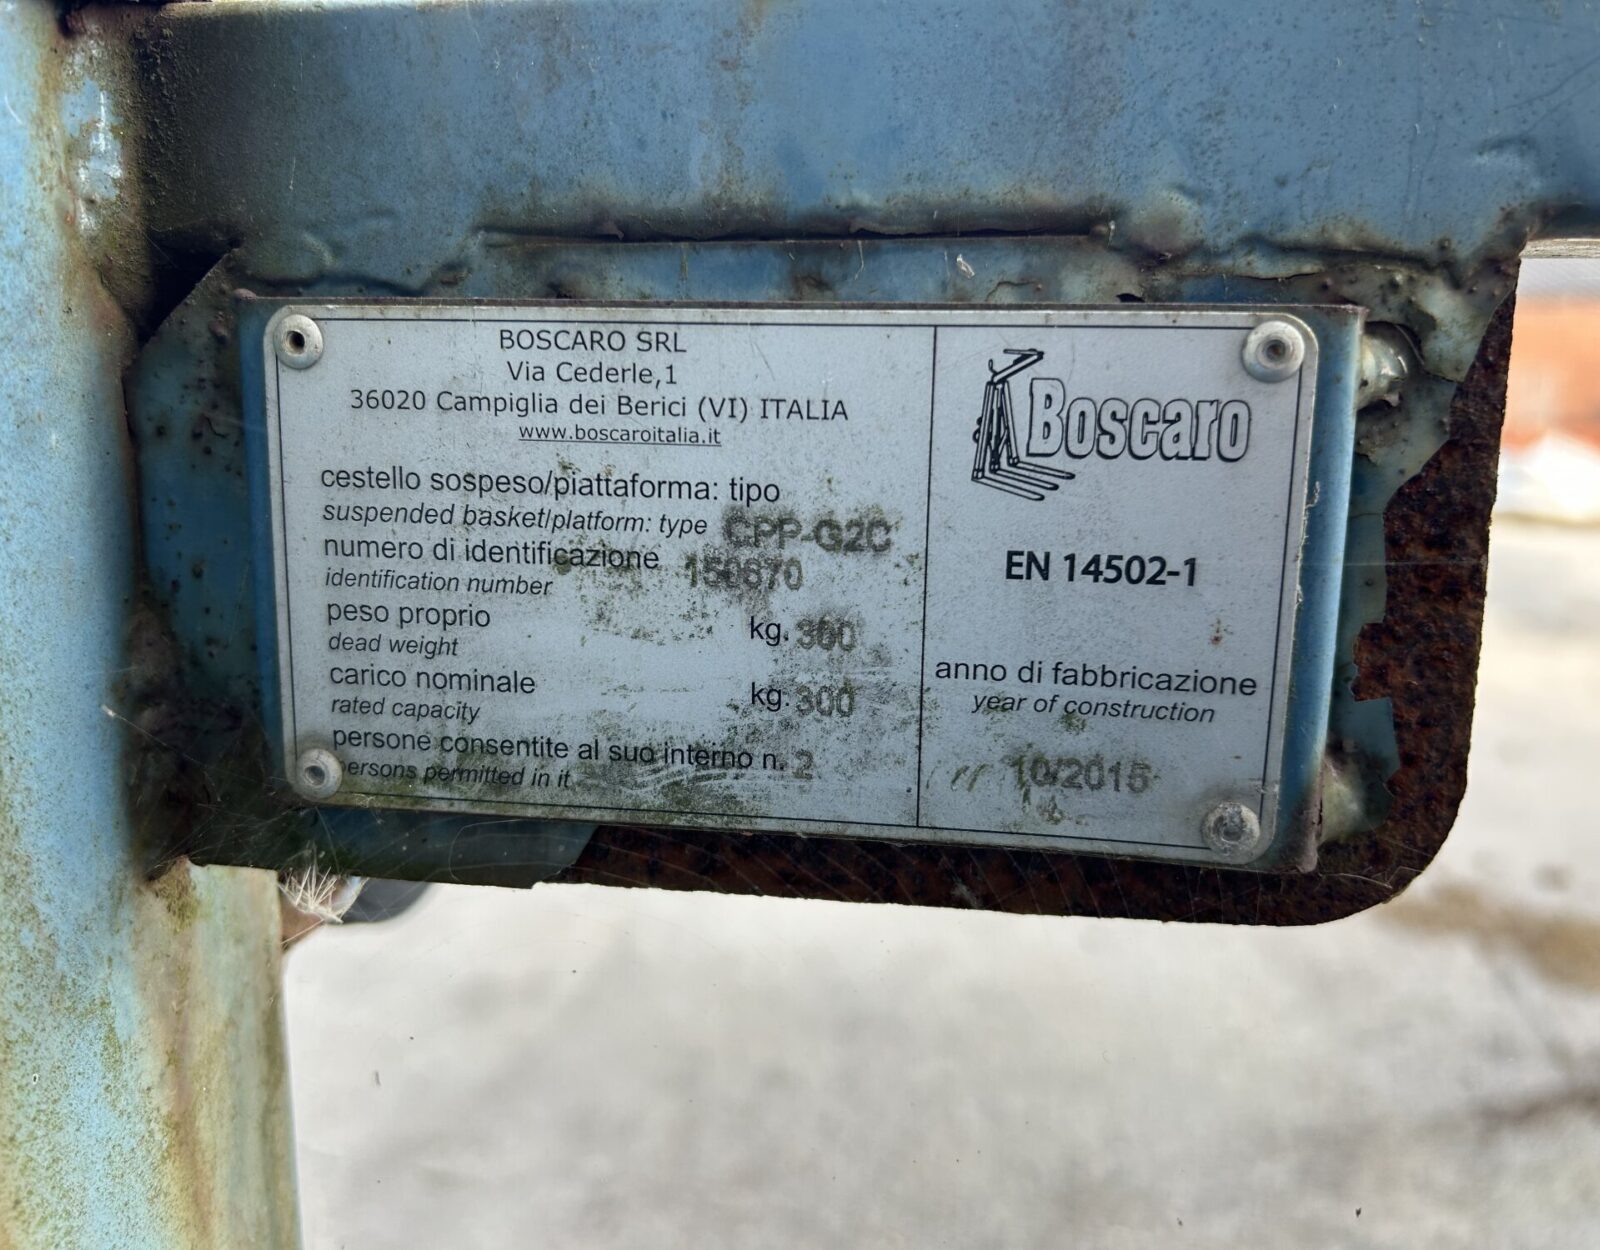 BOSCARO SRL
Via Cederle,1
36020 Campiglia dei Berici (VI) ITALIA
www.boscaroitalia.it
cestello sospeso/piattaforma: tipo
suspended basket/platform: type CPP-G2C
numero di identificazione 150670
identification number
peso proprio kg. 300
dead weight
carico nominale kg. 300
rated capacity
persone consentite al suo interno n. 2
persons permitted in it
Boscaro
EN 14502-1
anno di fabbricazione
year of construction
10/2015